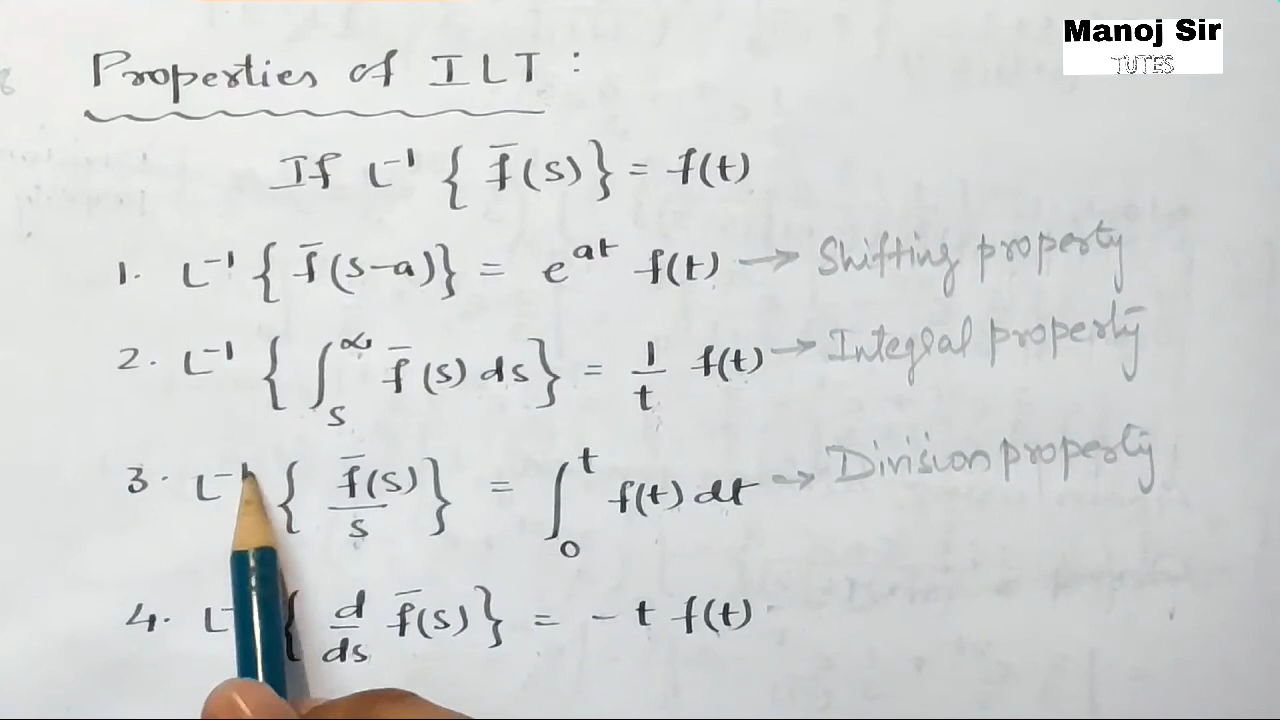 Manoj Sir
TUTES
Properties of ILT :
If L⁻¹ { f̄(s)} = f(t)
1. L⁻¹ { f̄(s-a)} = e^{at} f(t) → Shifting property
2. L⁻¹ { ∫_s^∞ f̄(s) ds} = 1/t f(t) → Integral property
3. L⁻¹ { f̄(s)/s } = ∫_0^t f(t) dt → Division property
4. L⁻ { d/ds f̄(s)} = - t f(t)